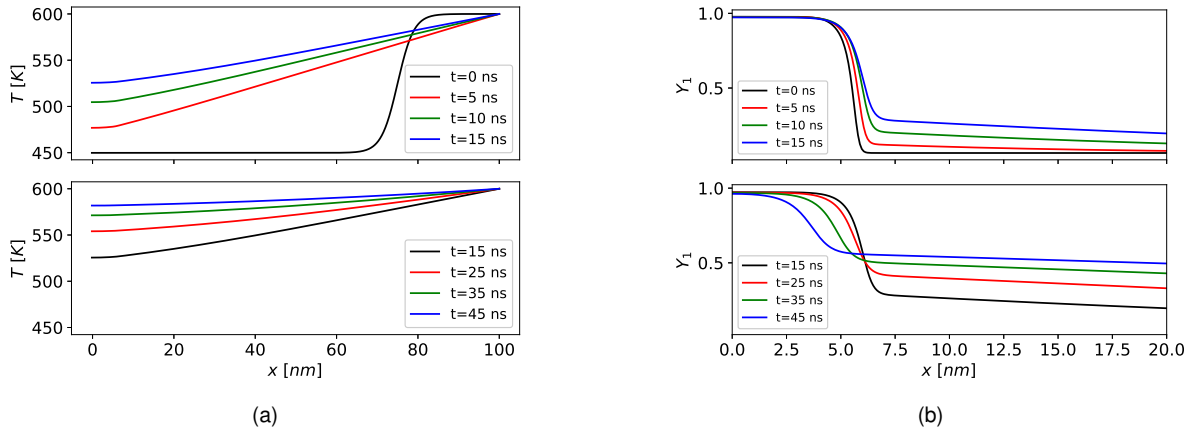 600
550
500
450
T [K]
t=0 ns
t=5 ns
t=10 ns
t=15 ns
600
550
500
450
T [K]
t=15 ns
t=25 ns
t=35 ns
t=45 ns
0 20 40 60 80 100
x [nm]
(a)
1.0
0.5
Y1
t=0 ns
t=5 ns
t=10 ns
t=15 ns
1.0
0.5
Y1
t=15 ns
t=25 ns
t=35 ns
t=45 ns
0.0 2.5 5.0 7.5 10.0 12.5 15.0 17.5 20.0
x [nm]
(b)